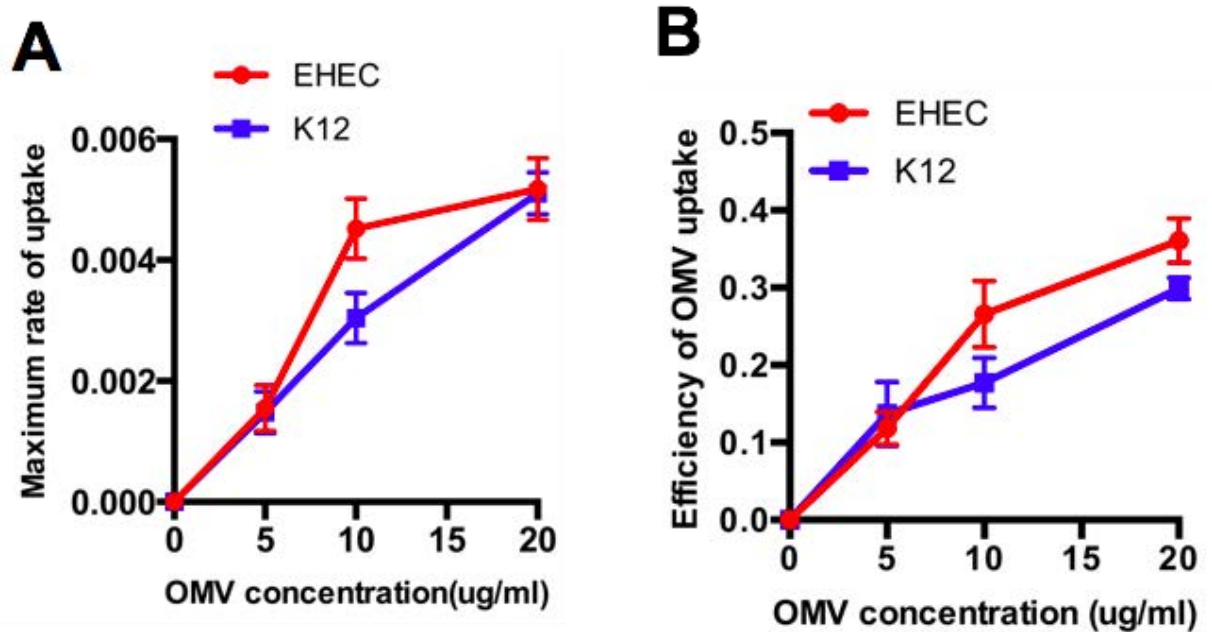 A
EHEC
K12
0.006
0.004
0.002
0.000
0 5 10 15 20
Maximum rate of uptake
OMV concentration(ug/ml)
B
EHEC
K12
0.5
0.4
0.3
0.2
0.1
0.0
0 5 10 15 20
Efficiency of OMV uptake
OMV concentration (ug/ml)